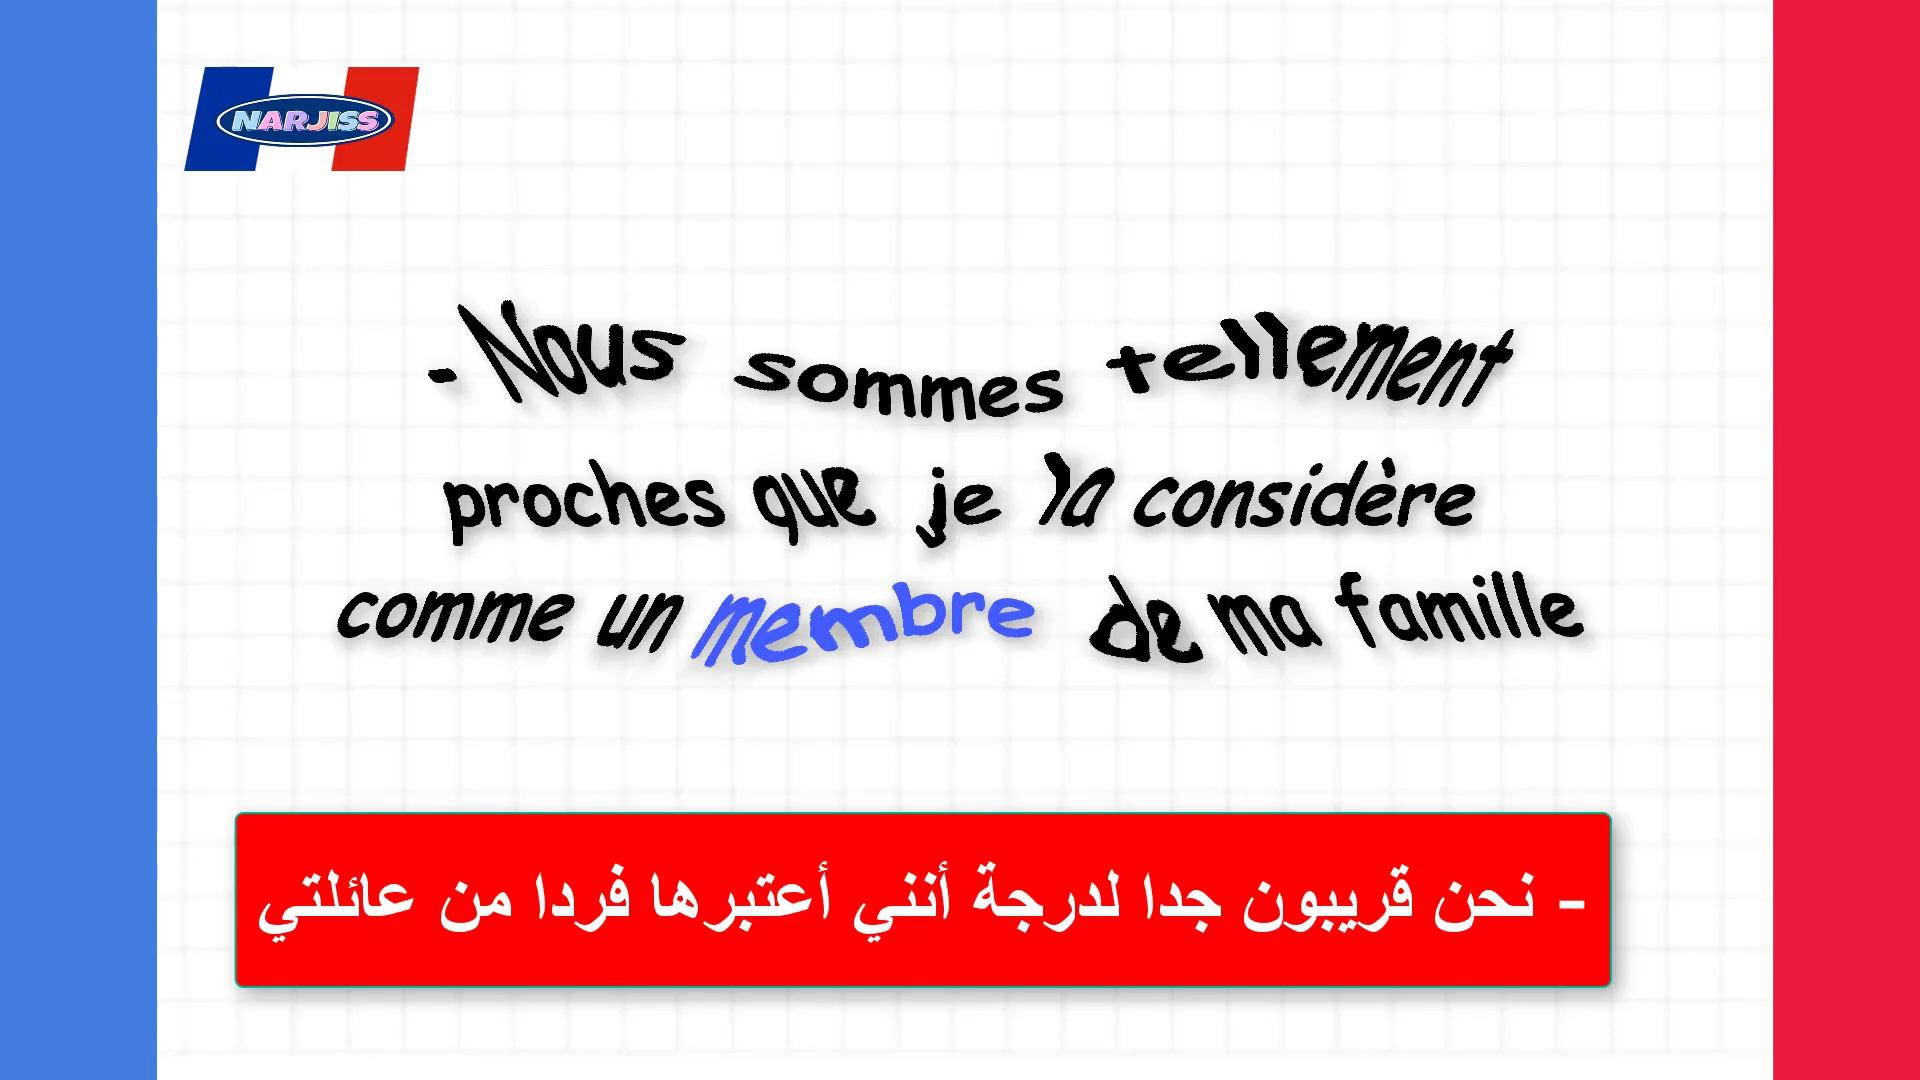 NARJISS
- Nous sommes tellement
proches que je la considère
comme un membre de ma famille
- نحن قريبون جدا لدرجة أنني أعتبرها فردا من عائلتي